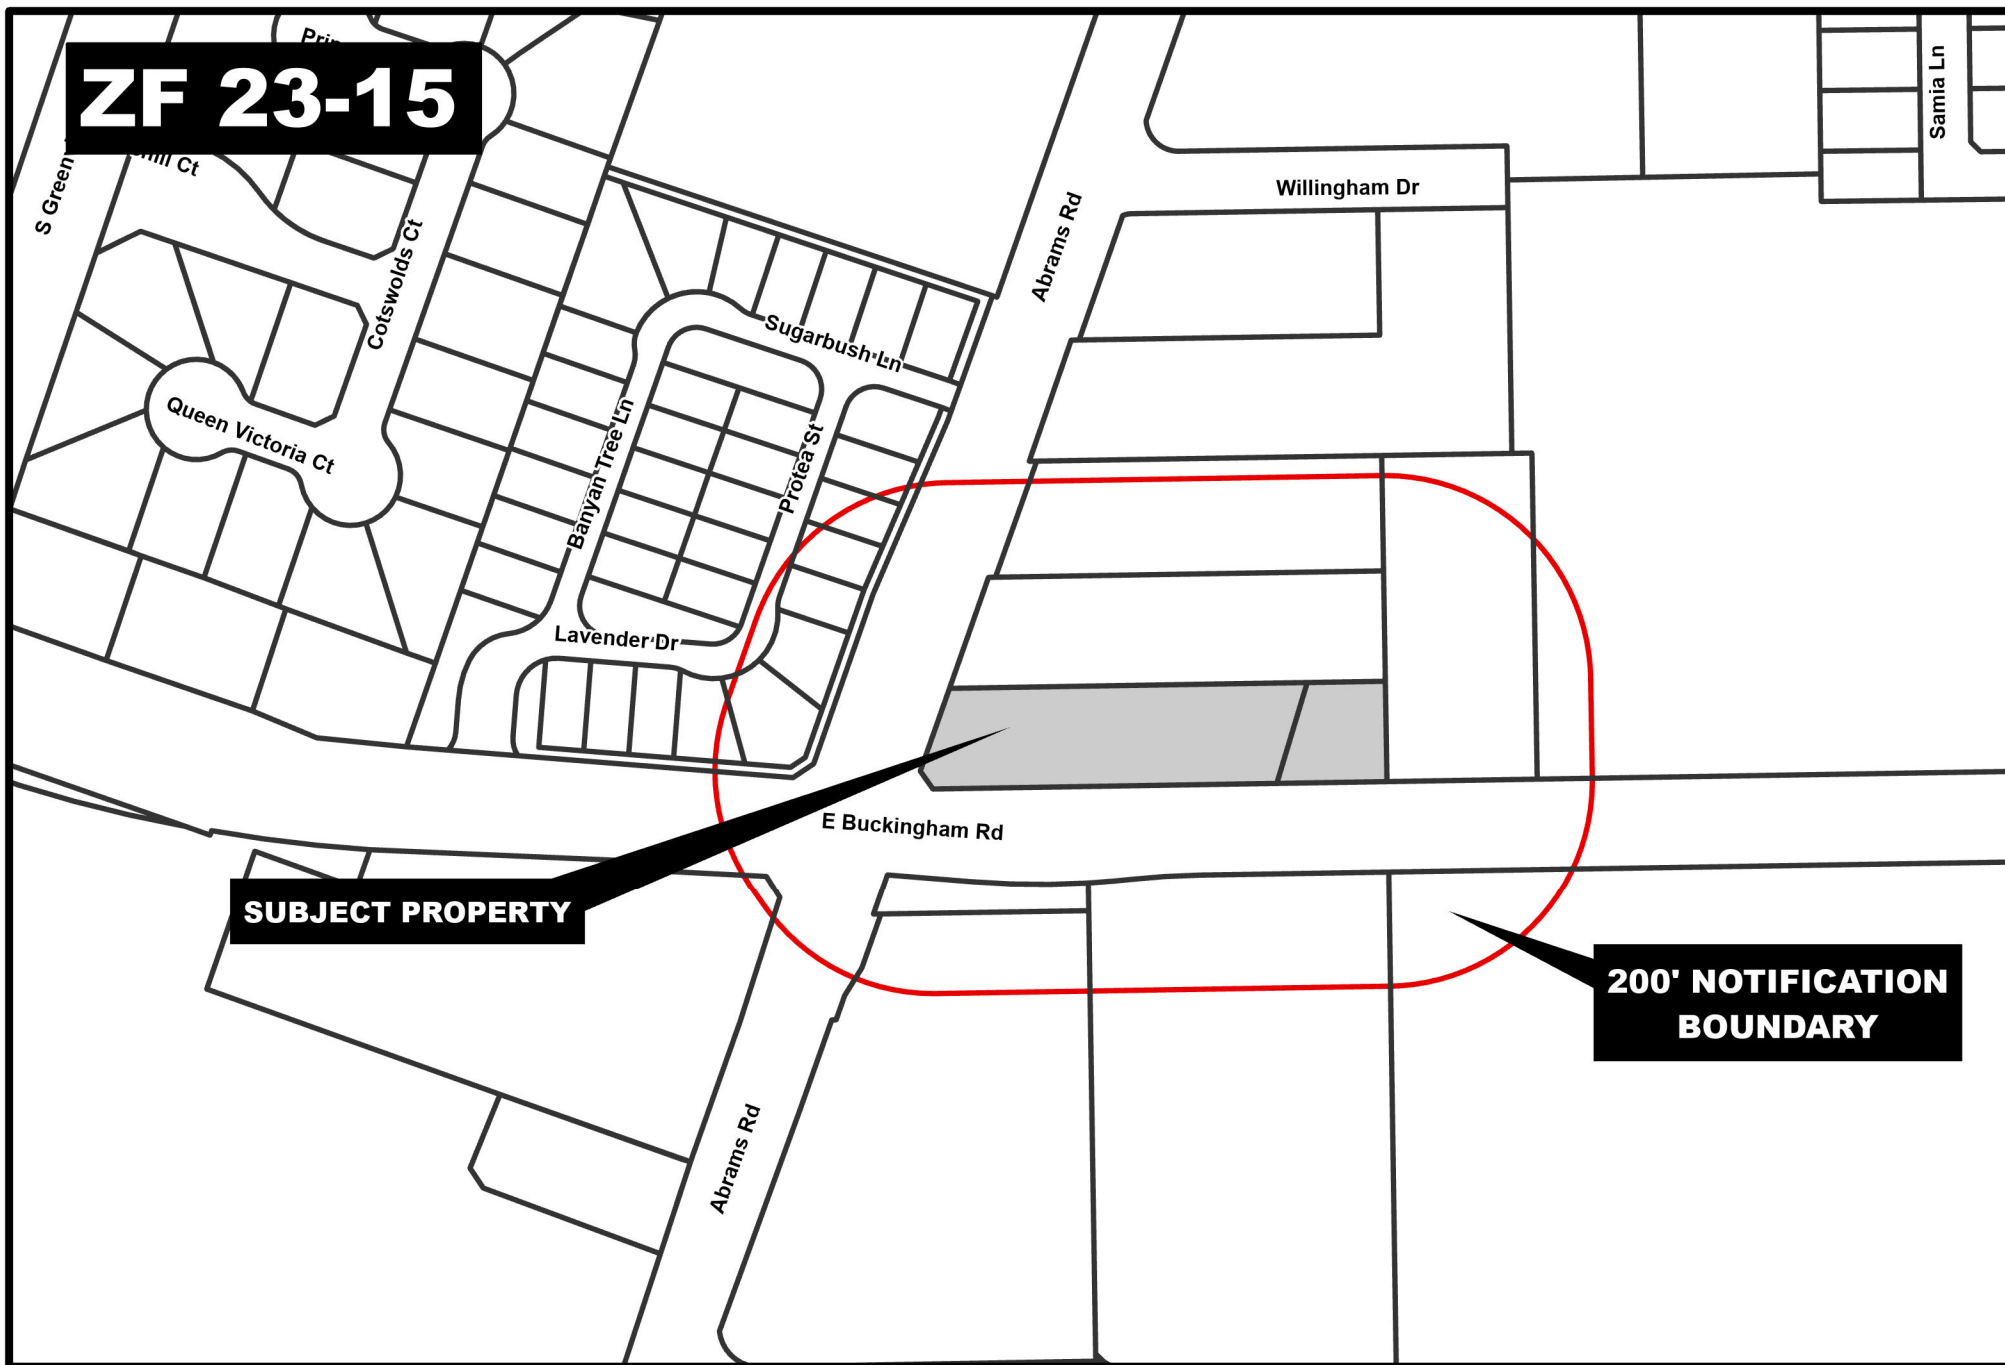 ZF 23-15
S Green
Ct
Cotswolds Ct
Queen Victoria Ct
Banyan Tree Ln
Sugarbush Ln
Protea St
Lavender Dr
Abrams Rd
Willingham Dr
Samia Ln
E Buckingham Rd
SUBJECT PROPERTY
200' NOTIFICATION
BOUNDARY
Abrams Rd